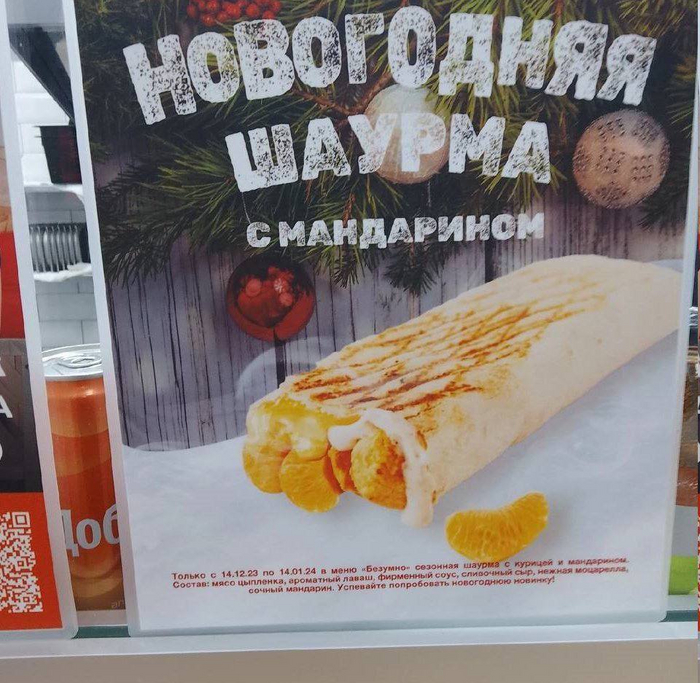 НОВОГОДНЯЯ
ШАУРМА
С МАНДАРИНОМ
Только с 14.12.23 по 14.01.24 в меню «Безумно» сезонная шаурма с курицей и мандарином.
Состав: мясо цыпленка, ароматный лаваш, фирменный соус, сливочный сыр, нежная моцарелла,
сочный мандарин. Успевайте попробовать новогоднюю новинку!
Доб